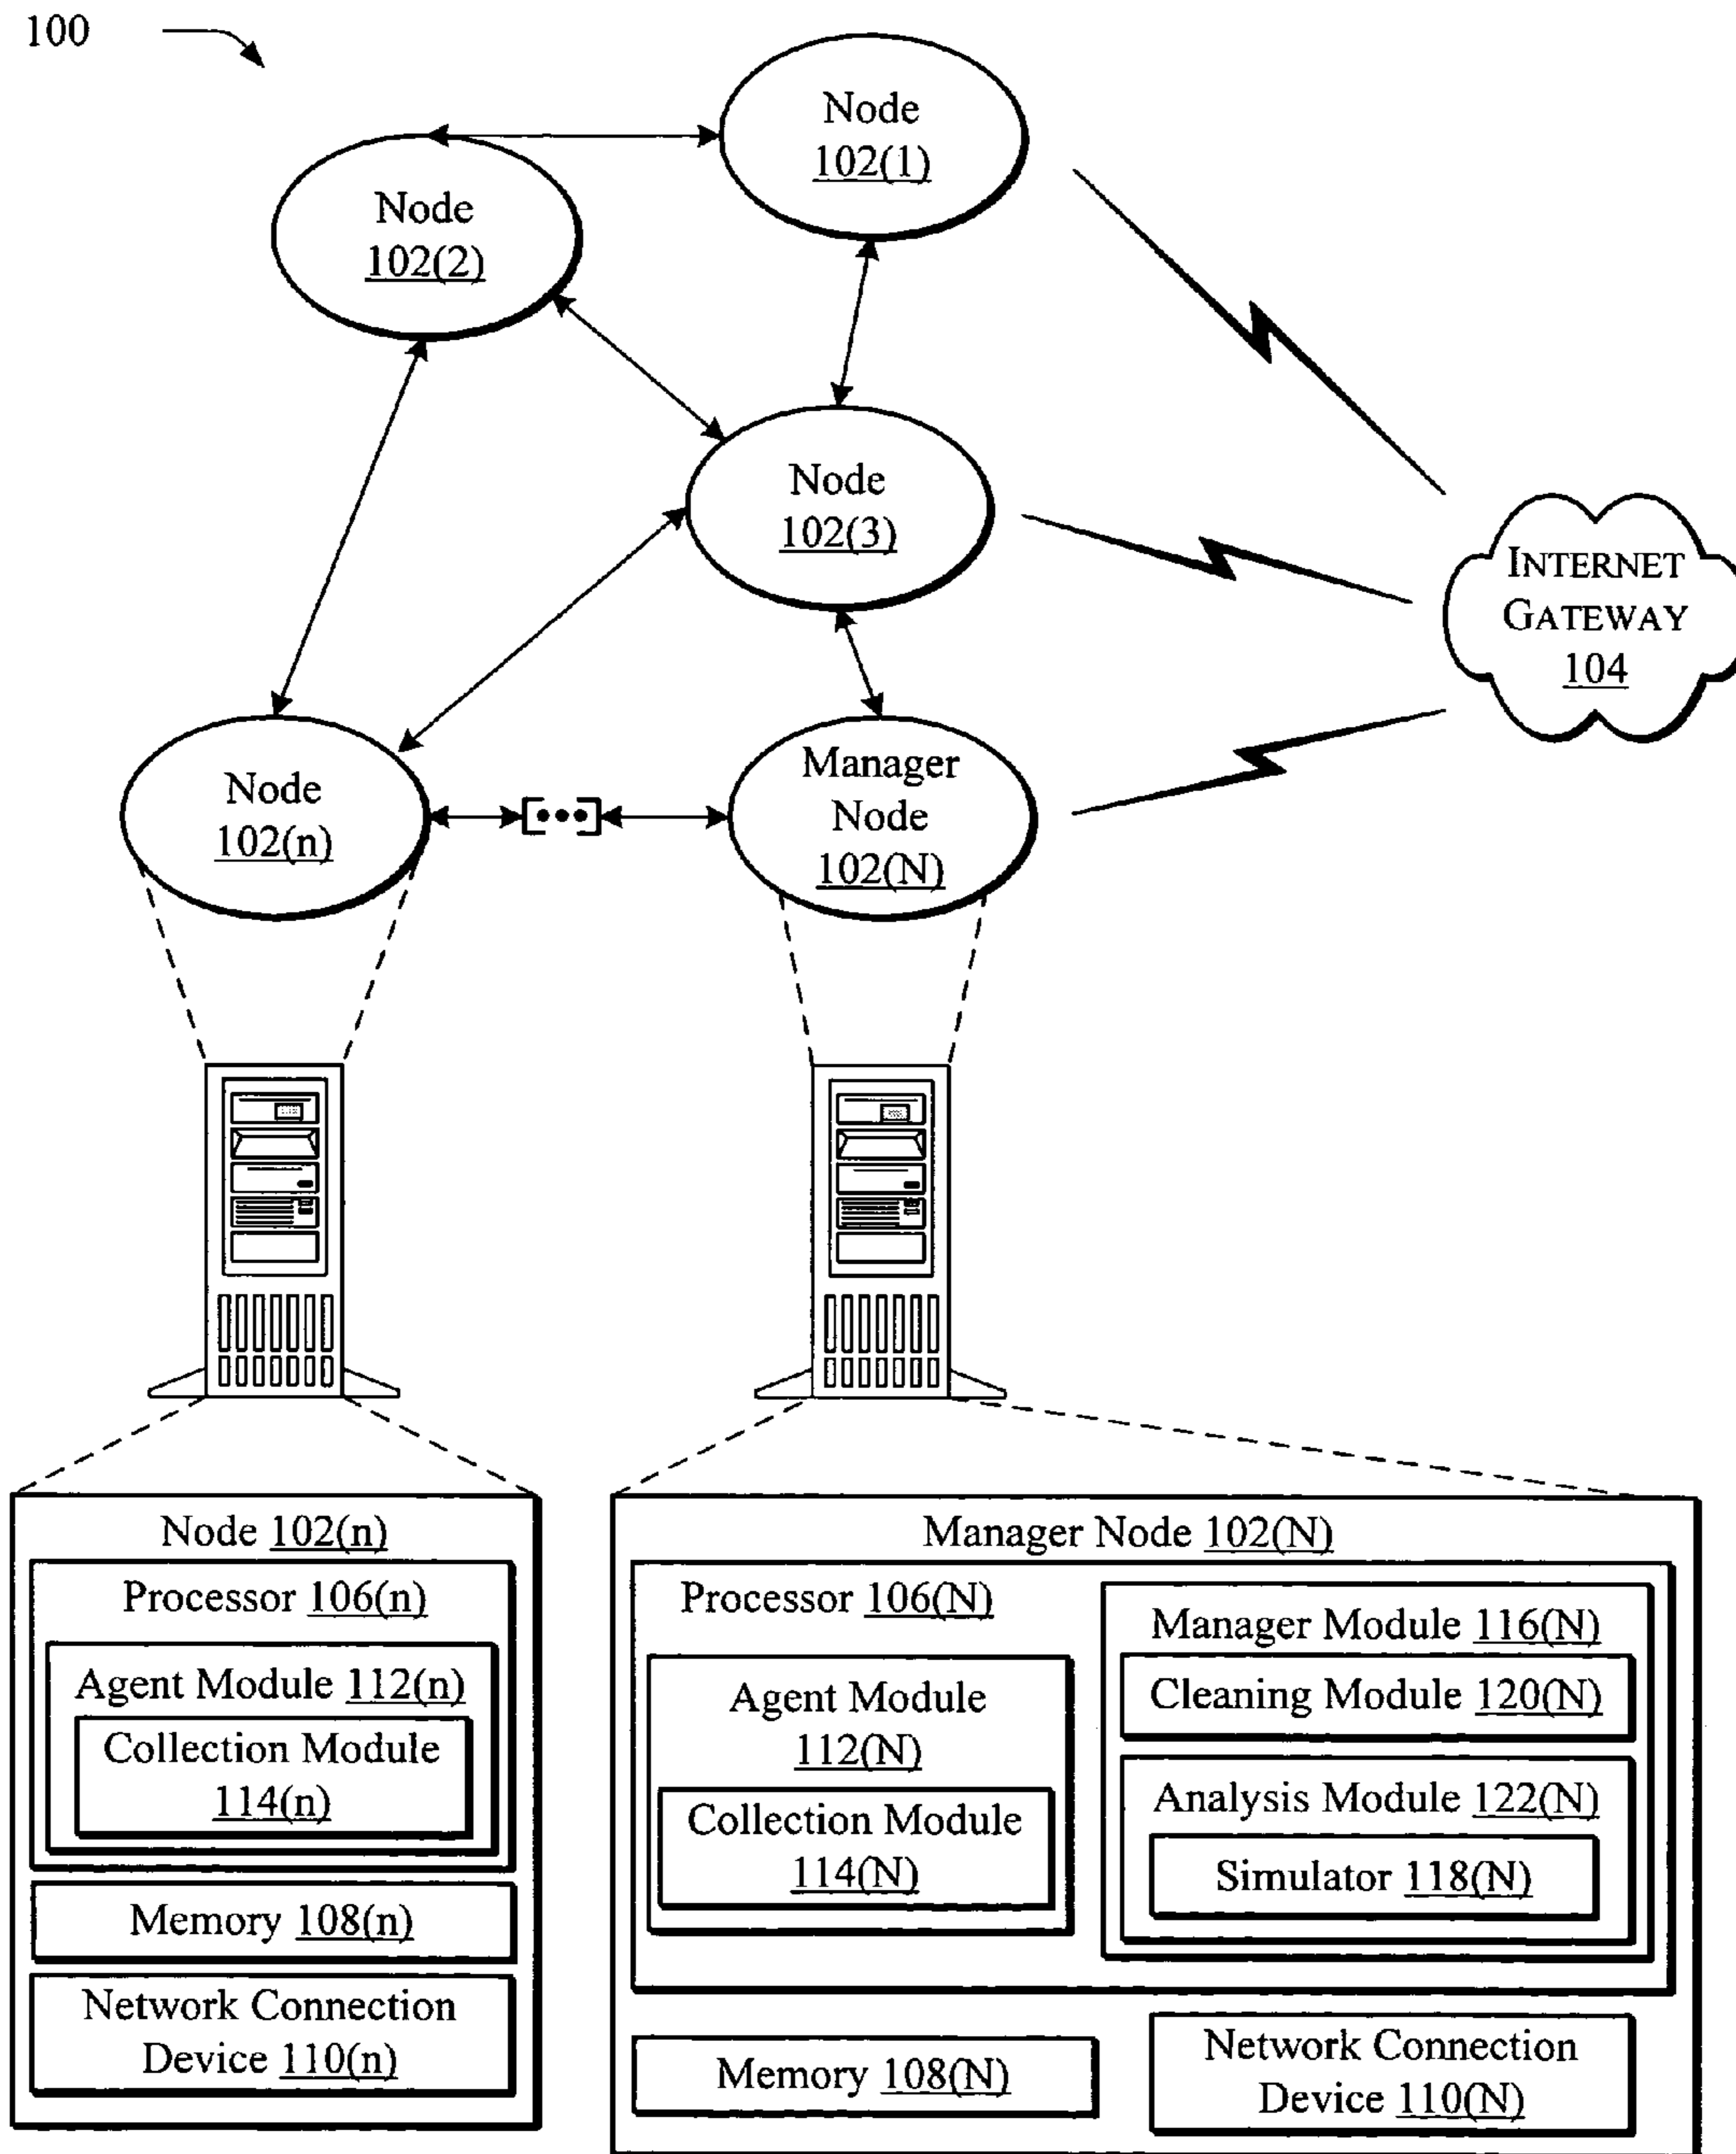 100
Node
102(1)
Node
102(2)
Node
102(3)
INTERNET
GATEWAY
104
Node
102(n)
[•••]
Manager
Node
102(N)
Node 102(n)
Processor 106(n)
Agent Module 112(n)
Collection Module
114(n)
Memory 108(n)
Network Connection
Device 110(n)
Manager Node 102(N)
Processor 106(N)
Agent Module
112(N)
Collection Module
114(N)
Manager Module 116(N)
Cleaning Module 120(N)
Analysis Module 122(N)
Simulator 118(N)
Memory 108(N)
Network Connection
Device 110(N)